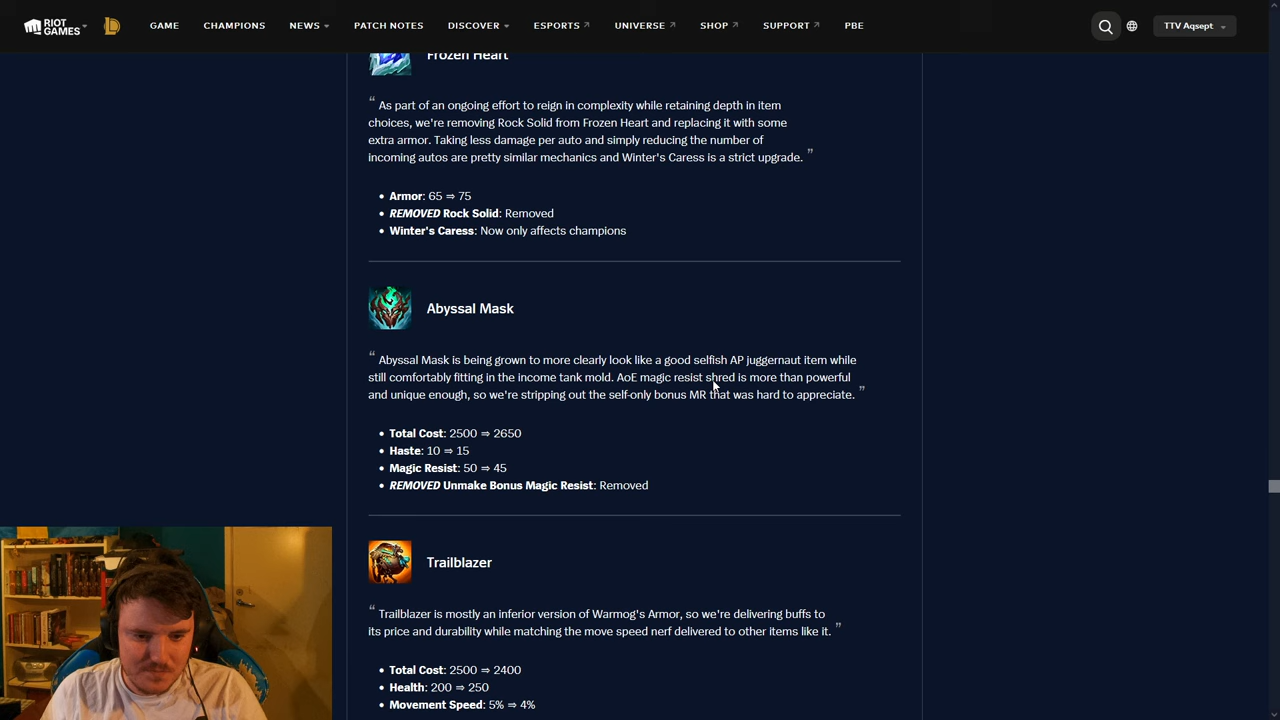 RIOT GAMES
GAME
CHAMPIONS
NEWS
PATCH NOTES
DISCOVER
ESPORTS
UNIVERSE
SHOP
SUPPORT
PBE
TTV Aqsept
Frozen Heart
“ As part of an ongoing effort to reign in complexity while retaining depth in item
choices, we're removing Rock Solid from Frozen Heart and replacing it with some
extra armor. Taking less damage per auto and simply reducing the number of
incoming autos are pretty similar mechanics and Winter's Caress is a strict upgrade. ”
• Armor: 65 ⇒ 75
• REMOVED Rock Solid: Removed
• Winter's Caress: Now only affects champions
Abyssal Mask
“ Abyssal Mask is being grown to more clearly look like a good selfish AP juggernaut item while
still comfortably fitting in the income tank mold. AoE magic resist shred is more than powerful
and unique enough, so we're stripping out the self-only bonus MR that was hard to appreciate. ”
• Total Cost: 2500 ⇒ 2650
• Haste: 10 ⇒ 15
• Magic Resist: 50 ⇒ 45
• REMOVED Unmake Bonus Magic Resist: Removed
Trailblazer
“ Trailblazer is mostly an inferior version of Warmog's Armor, so we're delivering buffs to
its price and durability while matching the move speed nerf delivered to other items like it. ”
• Total Cost: 2500 ⇒ 2400
• Health: 200 ⇒ 250
• Movement Speed: 5% ⇒ 4%